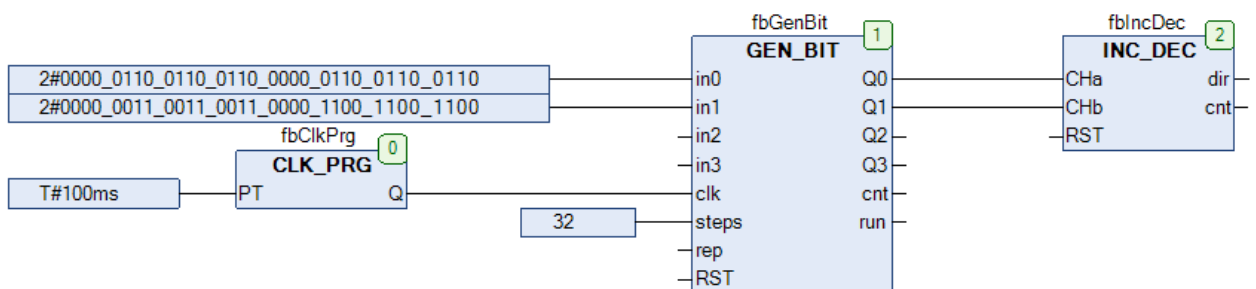 fbGenBit
fbIncDec
1
2
GEN_BIT
INC_DEC
2#0000_0110_0110_0110_0000_0110_0110_0110
in0
Q0
CHa
dir
2#0000_0011_0011_0011_0000_1100_1100_1100
in1
Q1
CHb
cnt
fbClkPrg
in2
Q2
RST
0
CLK_PRG
in3
Q3
T#100ms
PT
Q
clk
cnt
32
steps
run
rep
RST